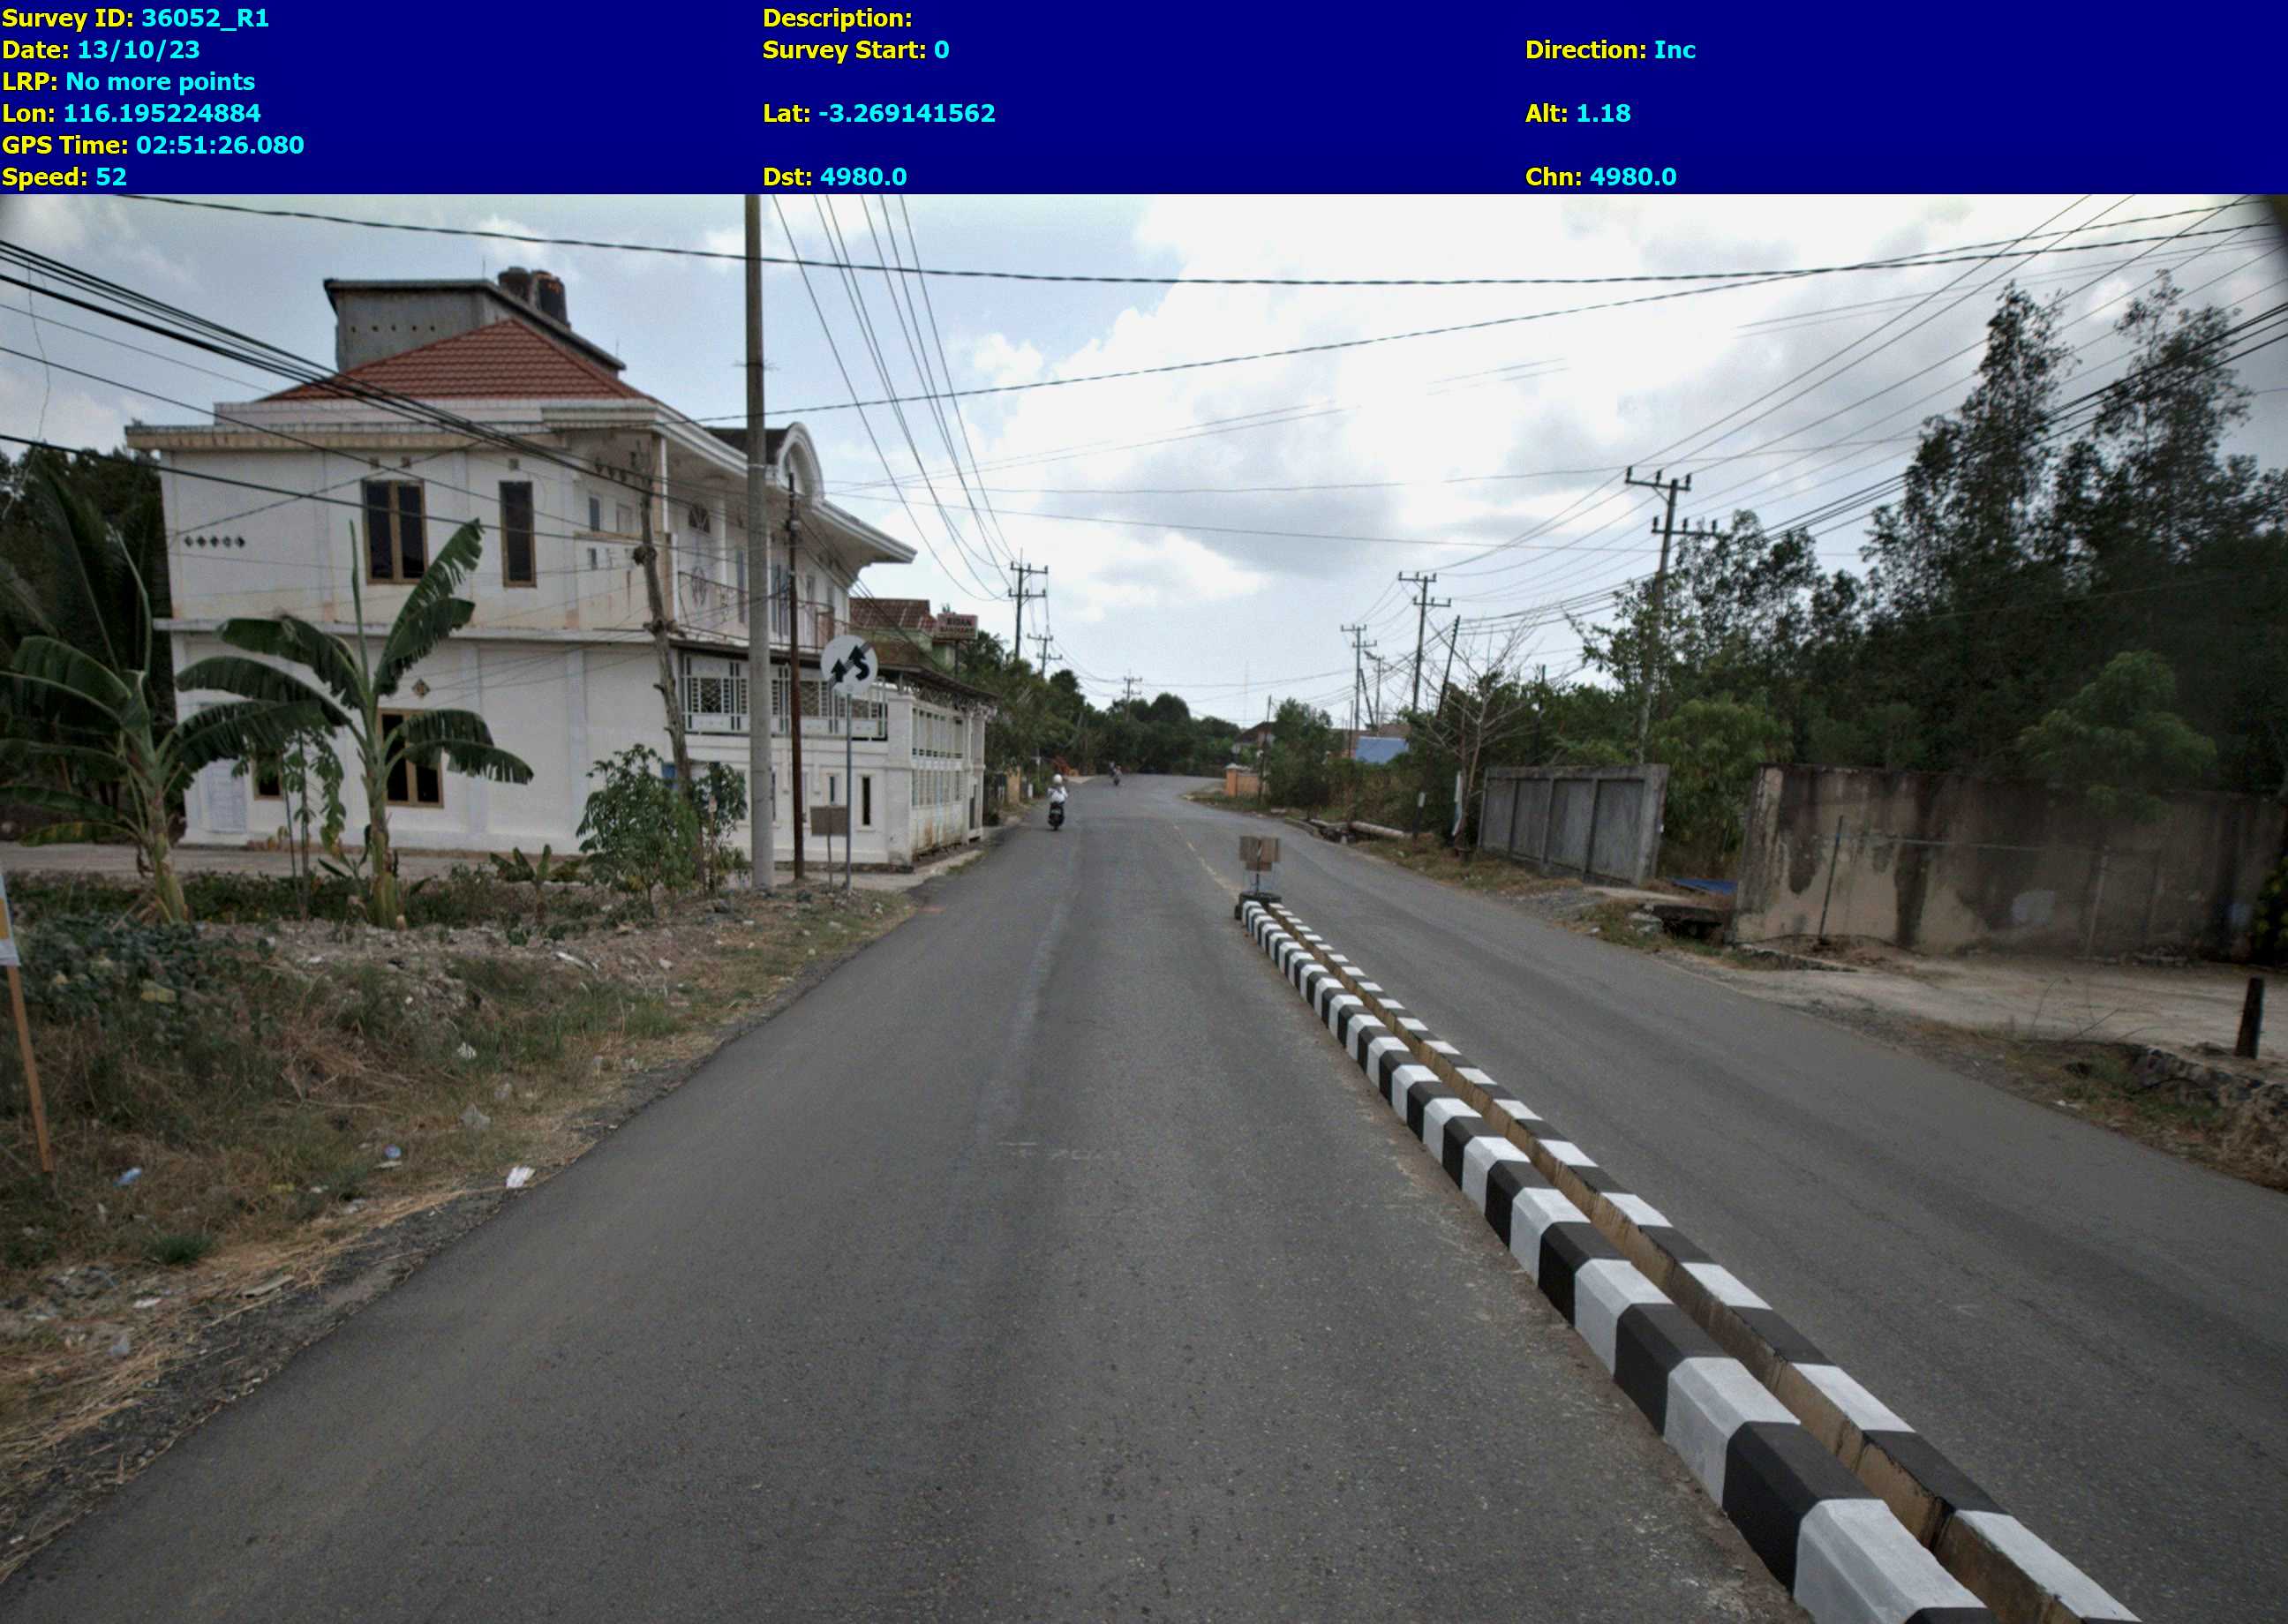 Survey ID: 36052_R1
Description:
Date: 13/10/23
Survey Start: 0
Direction: Inc
LRP: No more points
Lon: 116.195224884
Lat: -3.269141562
Alt: 1.18
GPS Time: 02:51:26.080
Speed: 52
Dst: 4980.0
Chn: 4980.0
BIDAN